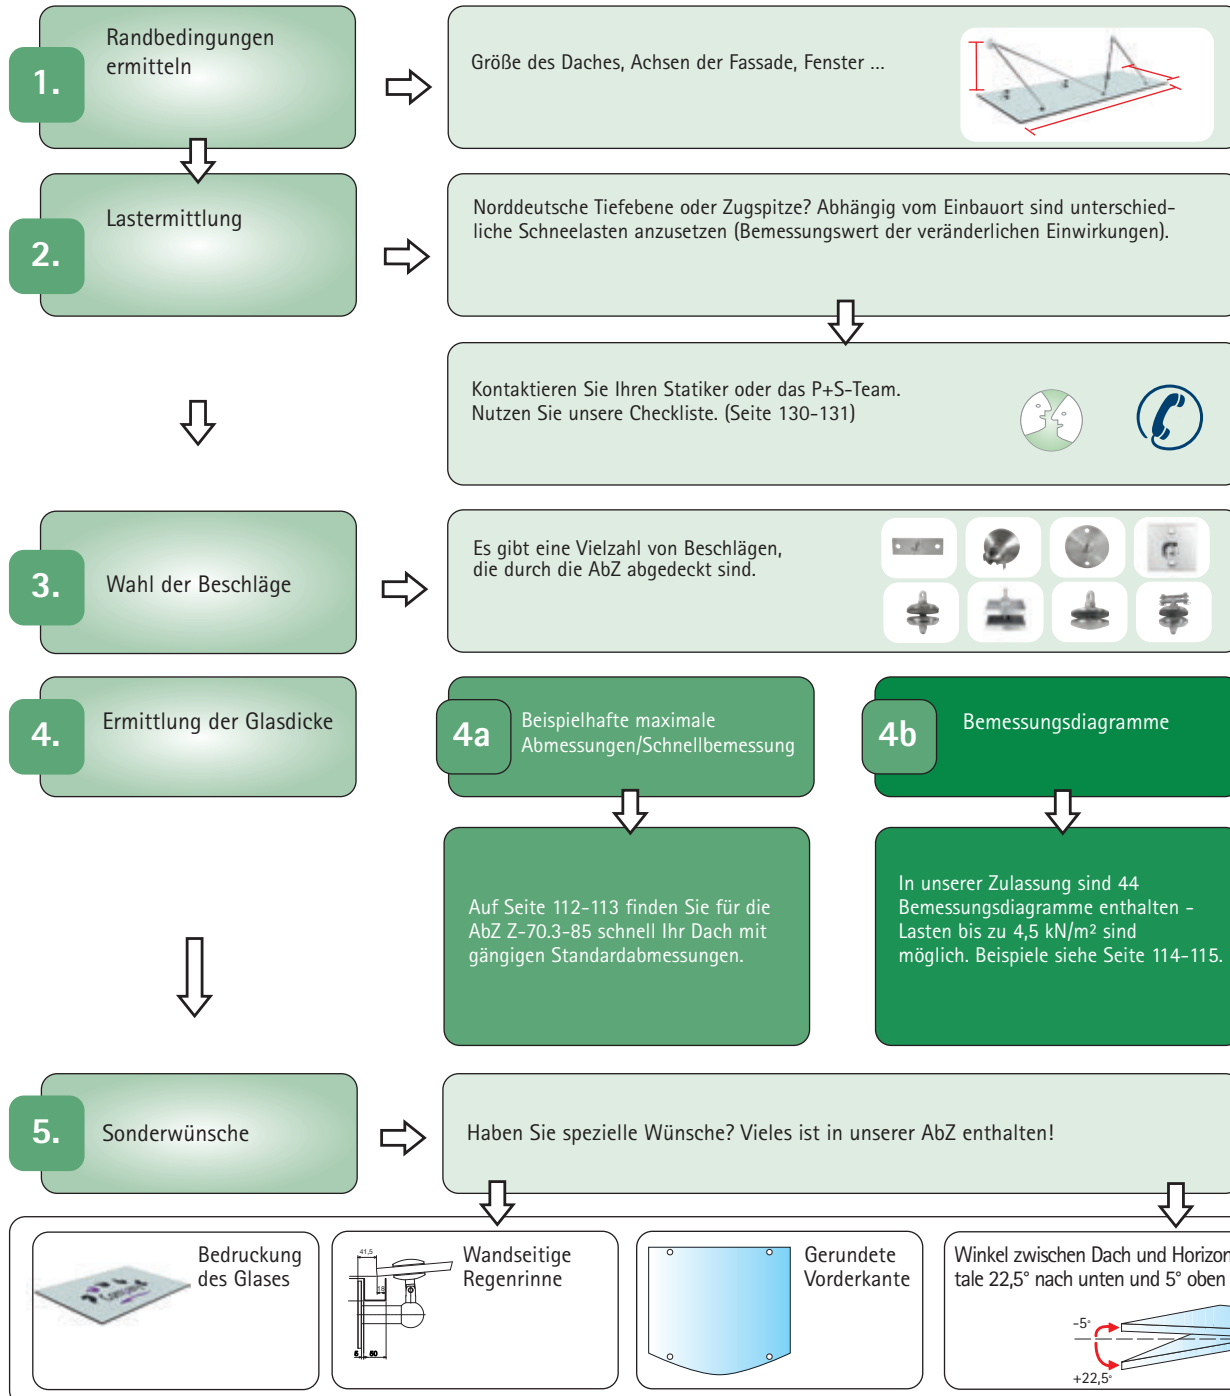 1.
Randbedingungen
ermitteln
Größe des Daches, Achsen der Fassade, Fenster ...
2.
Lastermittlung
Norddeutsche Tiefebene oder Zugspitze? Abhängig vom Einbauort sind unterschied-
liche Schneelasten anzusetzen (Bemessungswert der veränderlichen Einwirkungen).
Kontaktieren Sie Ihren Statiker oder das P+S-Team.
Nutzen Sie unsere Checkliste. (Seite 130-131)
3.
Wahl der Beschläge
Es gibt eine Vielzahl von Beschlägen,
die durch die AbZ abgedeckt sind.
4.
Ermittlung der Glasdicke
4a
Beispielhafte maximale
Abmessungen/Schnellbemessung
4b
Bemessungsdiagramme
Auf Seite 112-113 finden Sie für die
AbZ Z-70.3-85 schnell Ihr Dach mit
gängigen Standardabmessungen.
In unserer Zulassung sind 44
Bemessungsdiagramme enthalten -
Lasten bis zu 4,5 kN/m² sind
möglich. Beispiele siehe Seite 114-115.
5.
Sonderwünsche
Haben Sie spezielle Wünsche? Vieles ist in unserer AbZ enthalten!
Bedruckung
des Glases
41,5
18
5 50
Wandseitige
Regenrinne
Gerundete
Vorderkante
Winkel zwischen Dach und Horizon
tale 22,5° nach unten und 5° oben
-5°
+22,5°